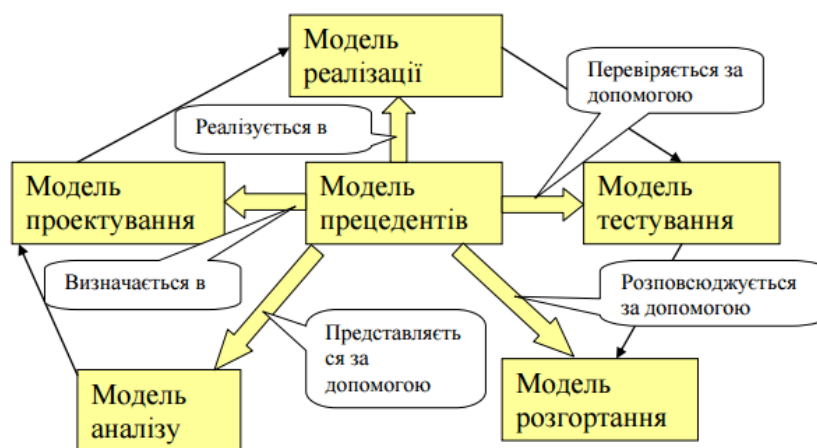 Модель
реалізації
Перевіряється за
допомогою
Реалізується в
Модель
проектування
Модель
прецедентів
Модель
тестування
Визначається в
Розповсюджується
за допомогою
Представляєть
ся за
допомогою
Модель
аналізу
Модель
розгортання